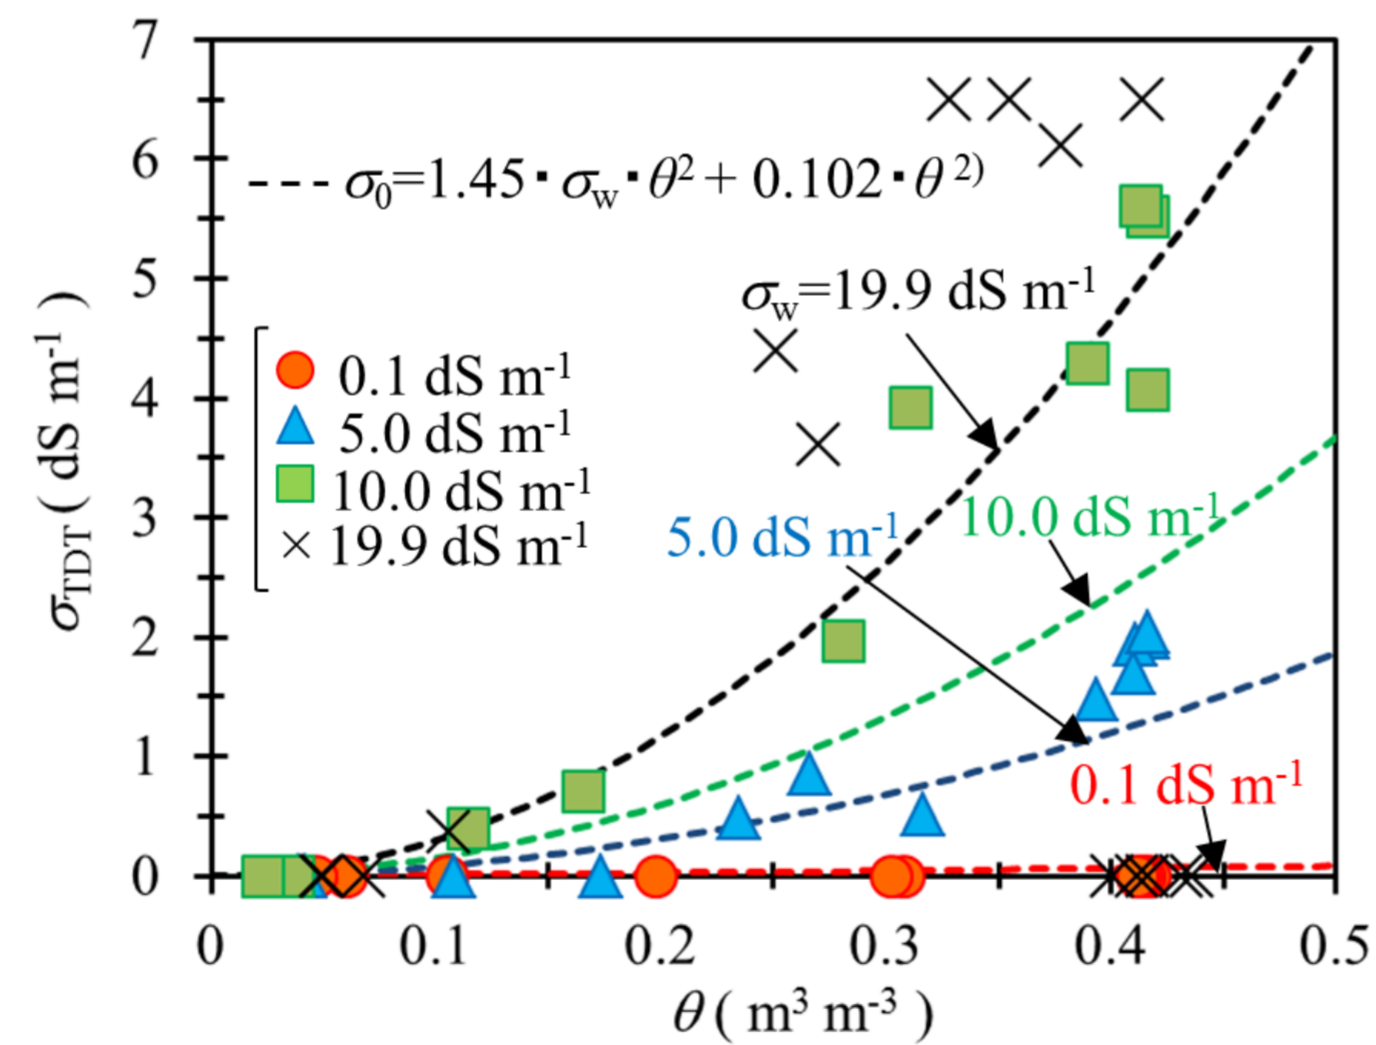 7
6
5
4
3
2
1
0
σTDT ( dS m-1 )
--- σ0=1.45・σw・θ2 + 0.102・θ 2)
σw=19.9 dS m-1
0.1 dS m-1
5.0 dS m-1
10.0 dS m-1
19.9 dS m-1
5.0 dS m-1
10.0 dS m-1
0.1 dS m-1
0 0.1 0.2 0.3 0.4 0.5
θ ( m3 m-3 )